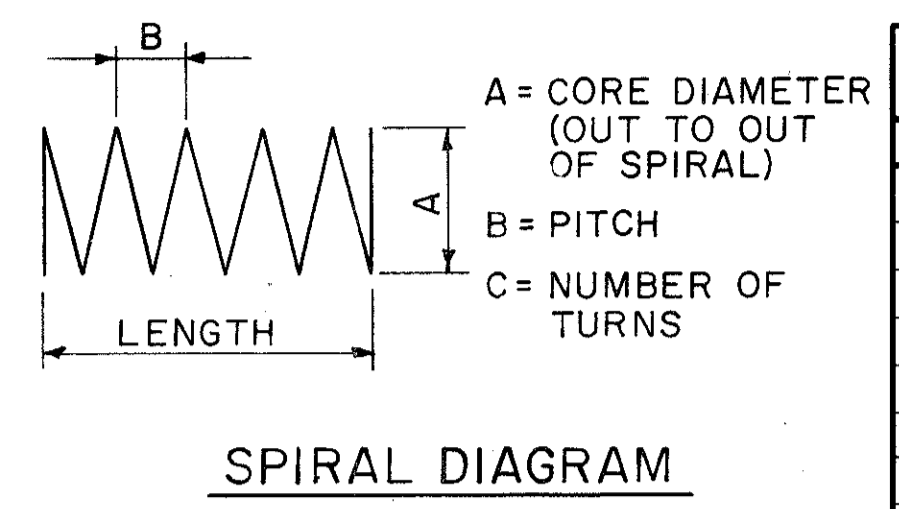 B
A = CORE DIAMETER
(OUT TO OUT
OF SPIRAL)
A
B = PITCH
C = NUMBER OF
TURNS
LENGTH
SPIRAL DIAGRAM